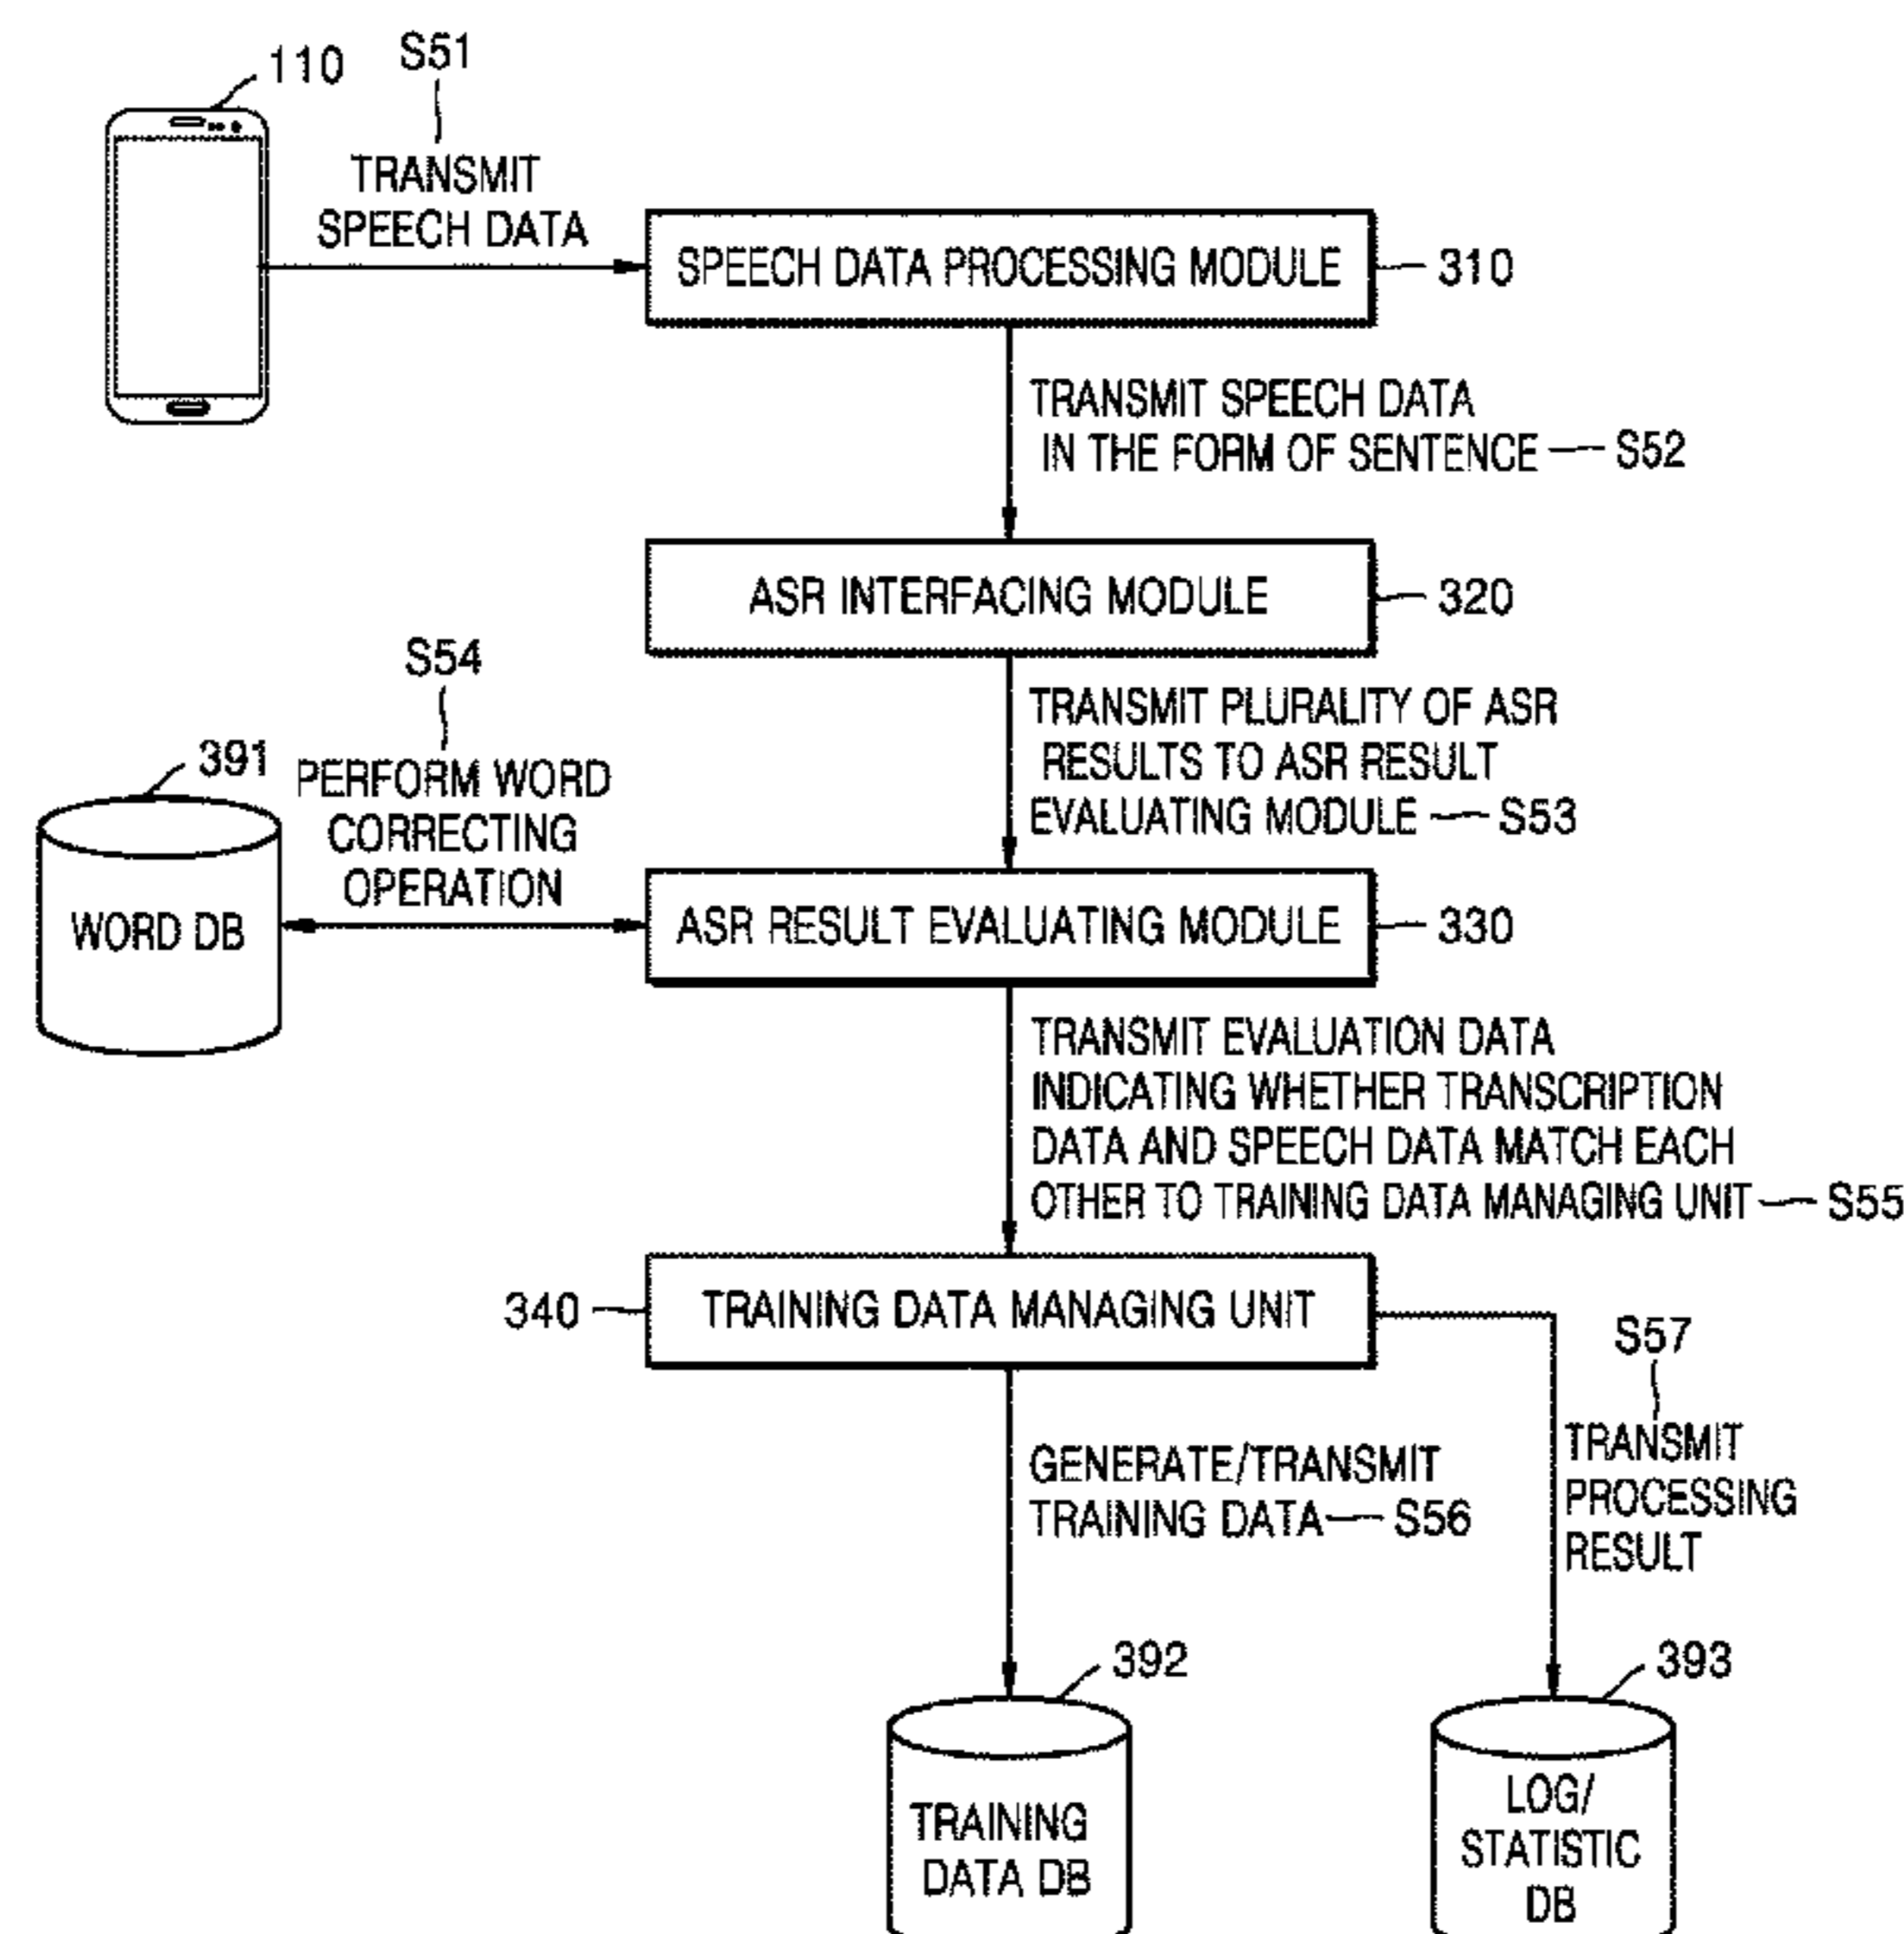 110
S51
TRANSMIT
SPEECH DATA
SPEECH DATA PROCESSING MODULE
310
TRANSMIT SPEECH DATA
IN THE FORM OF SENTENCE
S52
ASR INTERFACING MODULE
320
TRANSMIT PLURALITY OF ASR
RESULTS TO ASR RESULT
EVALUATING MODULE
S53
S54
PERFORM WORD
CORRECTING
OPERATION
391
WORD DB
ASR RESULT EVALUATING MODULE
330
TRANSMIT EVALUATION DATA
INDICATING WHETHER TRANSCRIPTION
DATA AND SPEECH DATA MATCH EACH
OTHER TO TRAINING DATA MANAGING UNIT
S55
340
TRAINING DATA MANAGING UNIT
GENERATE/TRANSMIT
TRAINING DATA
S56
S57
TRANSMIT
PROCESSING
RESULT
392
TRAINING
DATA DB
393
LOG/
STATISTIC
DB